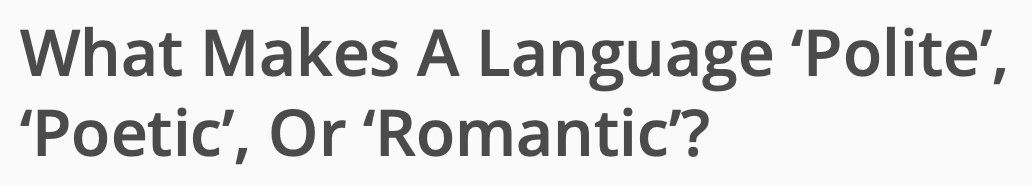 What Makes A Language ‘Polite’,
‘Poetic’, Or ‘Romantic’?